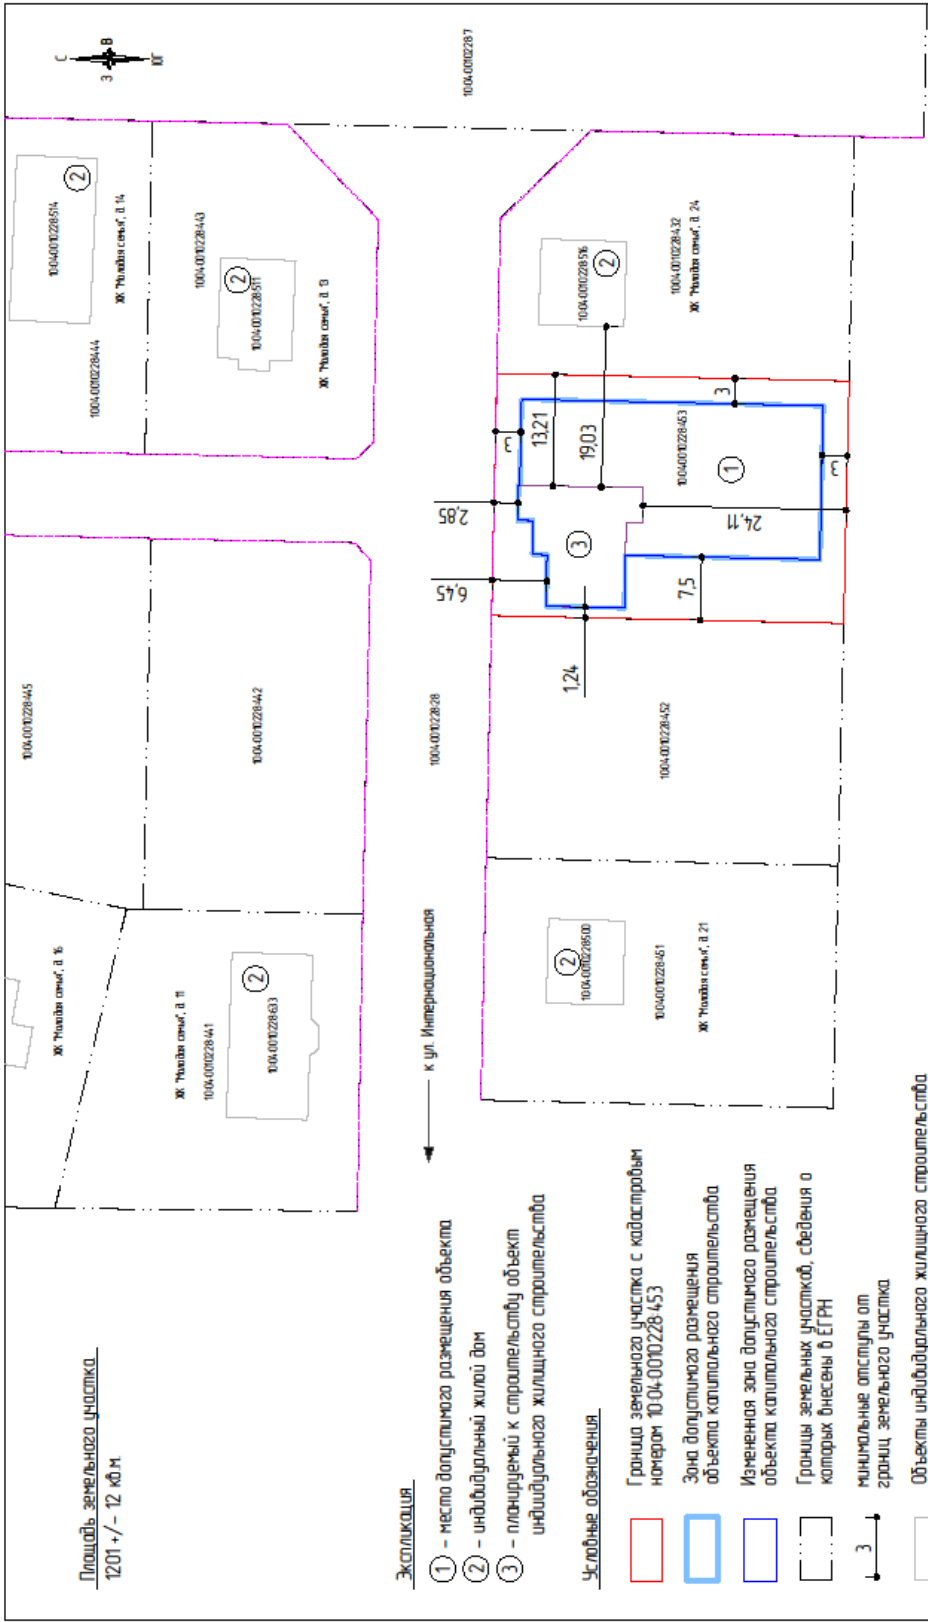 Площадь земельного участка
1201 +/- 12 кв.м.
Экспликация
1 - место допустимого размещения объекта
2 - индивидуальный жилой дом
3 - планируемый к строительству объект
индивидуального жилищного строительства
Условные обозначения
Граница земельного участка с кадастровым
номером 10:04:0010228:453
Зона допустимого размещения
объекта капитального строительства
Измененная зона допустимого размещения
объекта капитального строительства
Границы земельных участков, сведения о
которых внесены в ЕГРН
3
минимальные отступы от
границ земельного участка
Объекты индивидуального жилищного строительства
ЖК "Молодая семья", д. 16
10:04:0010228:445
10:04:0010228:444
10:04:0010228:514
2
ЖК "Молодая семья", д. 14
С
З
В
Ю
ЖК "Молодая семья", д. 11
10:04:0010228:441
10:04:0010228:633
2
10:04:0010228:442
10:04:0010228:443
10:04:0010228:511
2
ЖК "Молодая семья", д. 13
к ул. Интернациональная
10:04:0010228:28
10:04:0010228:7
6,45
2,85
3
13,21
19,03
1,24
3
7,5
24,11
3
3
1
10:04:0010228:453
2
10:04:0010228:500
10:04:0010228:451
ЖК "Молодая семья", д. 21
10:04:0010228:452
10:04:0010228:516
2
10:04:0010228:432
ЖК "Молодая семья", д. 24